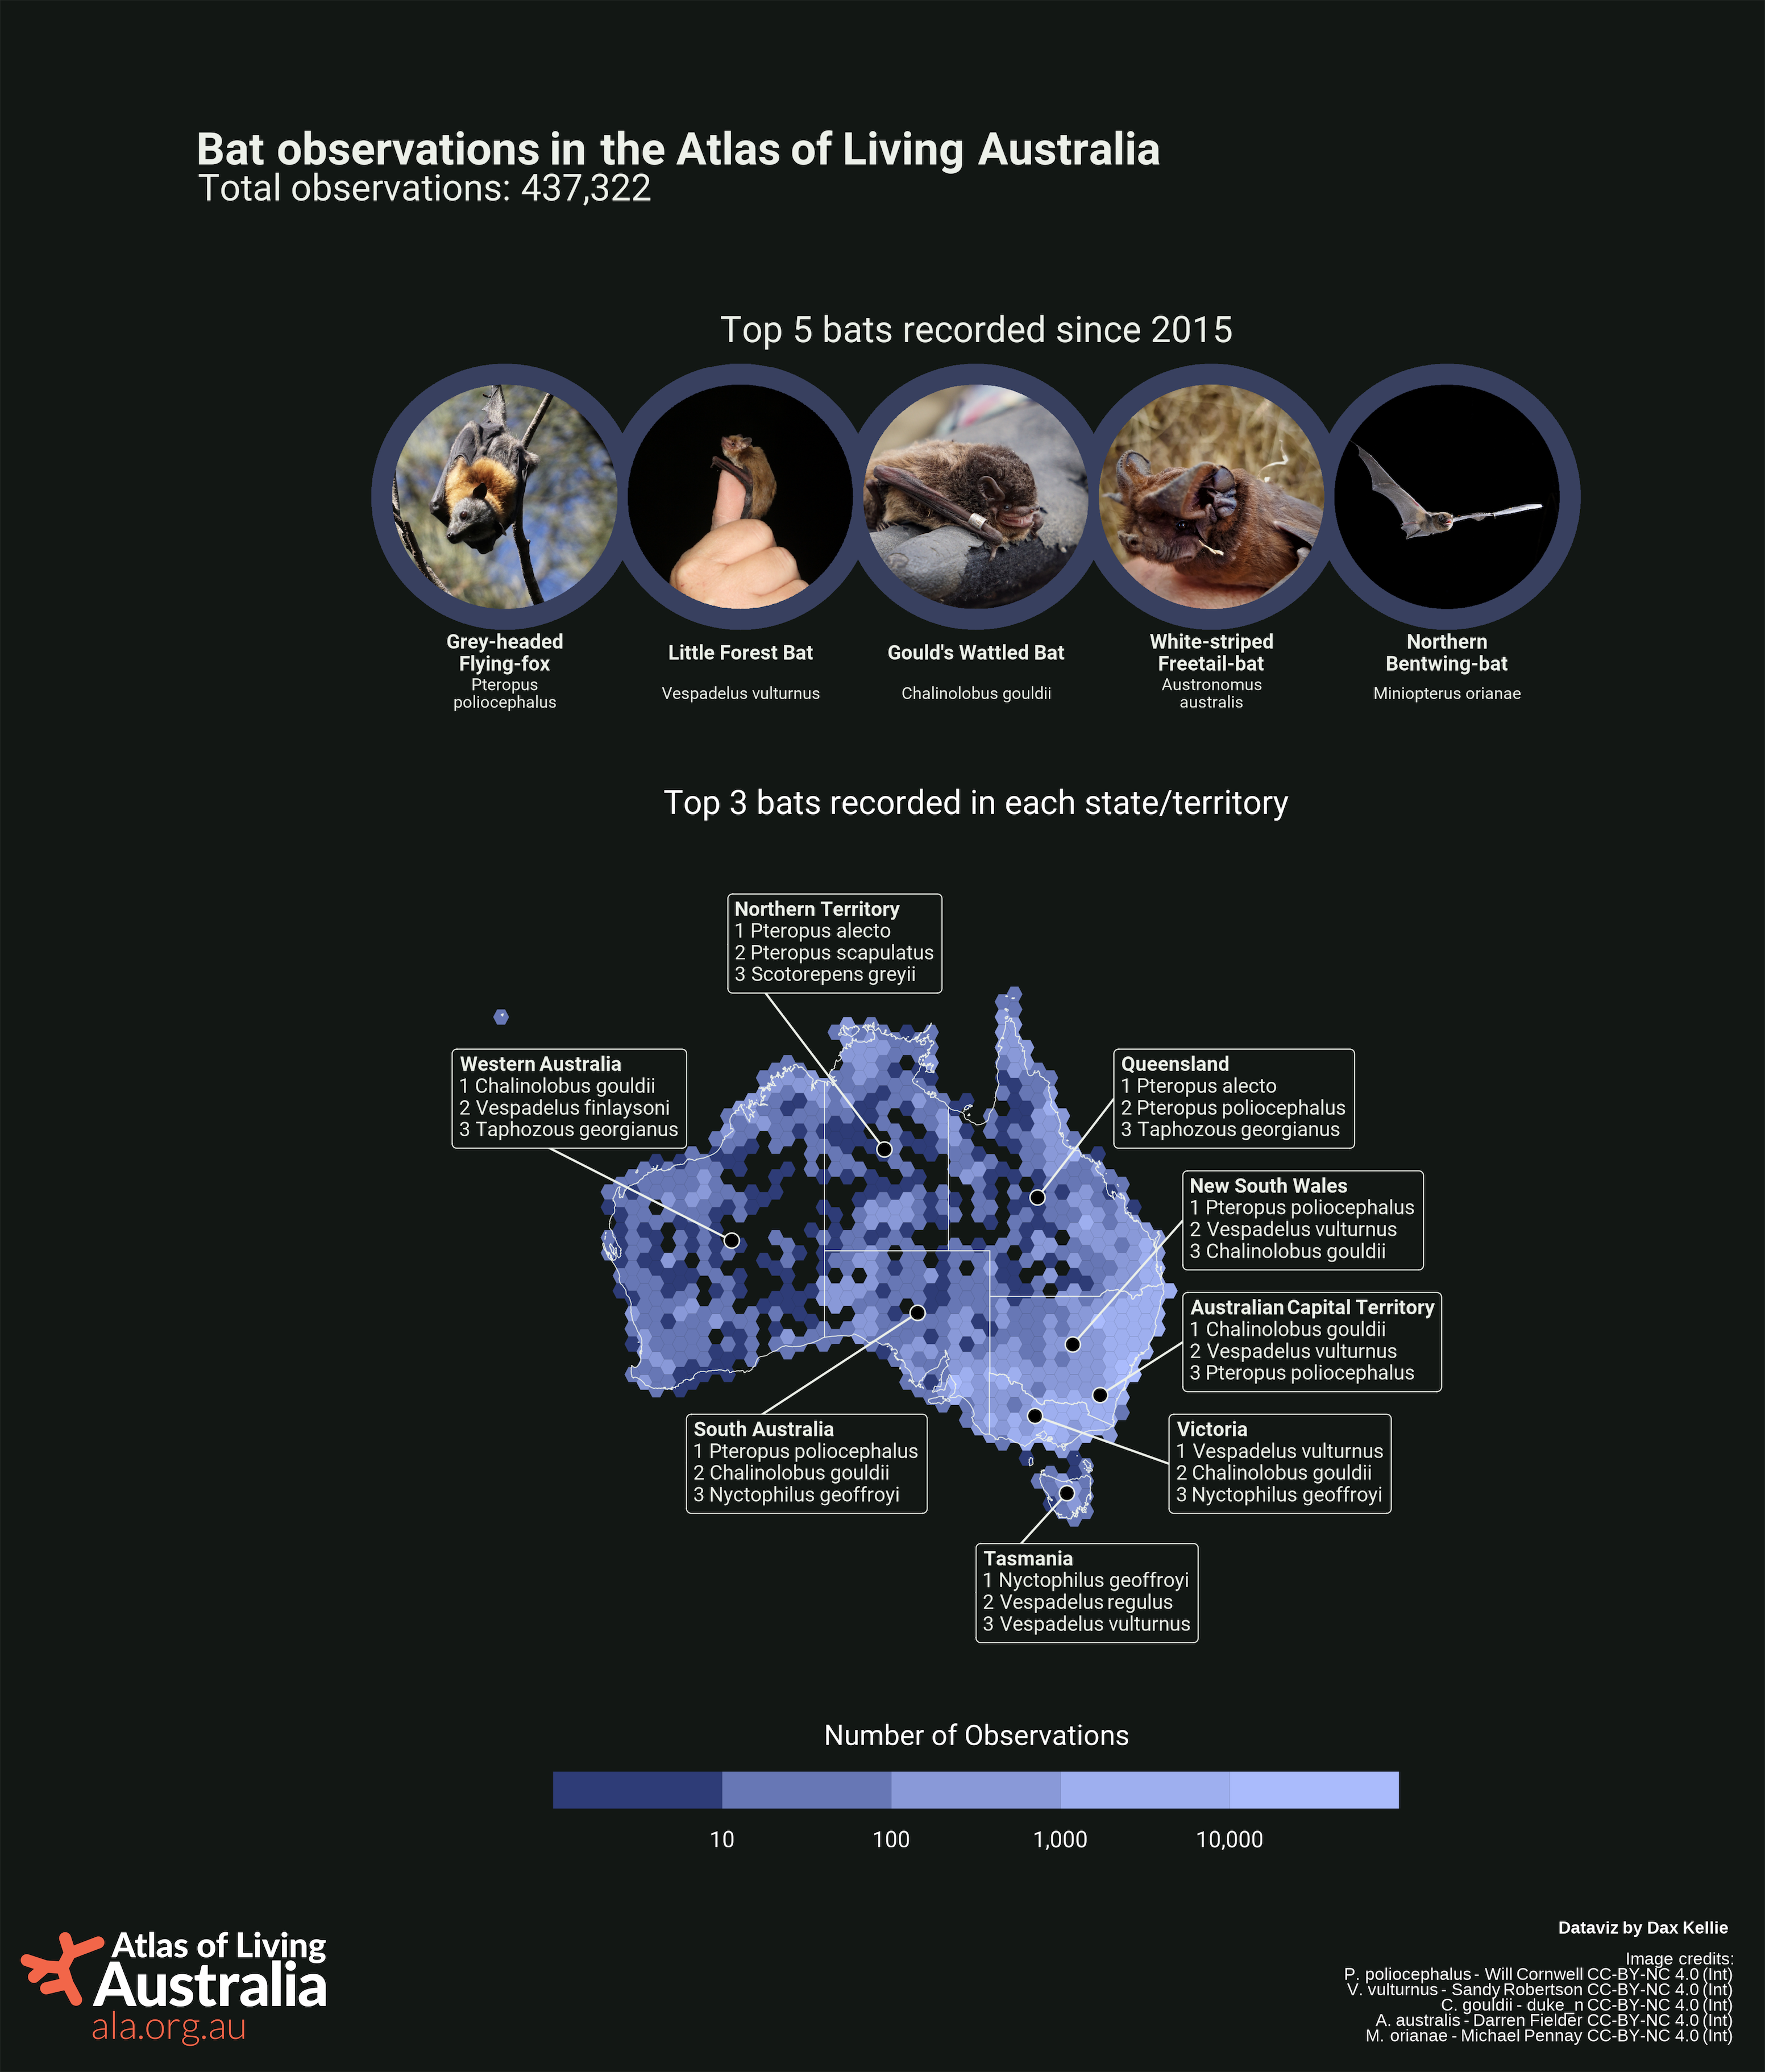 Bat observations in the Atlas of Living Australia
Total observations: 437,322
Top 5 bats recorded since 2015
Grey-headed
Flying-fox
Pteropus
poliocephalus
Little Forest Bat
Vespadelus vulturnus
Gould's Wattled Bat
Chalinolobus gouldii
White-striped
Freetail-bat
Austronomus
australis
Northern
Bentwing-bat
Miniopterus orianae
Top 3 bats recorded in each state/territory
Northern Territory
1 Pteropus alecto
2 Pteropus scapulatus
3 Scotorepens greyii
Western Australia
1 Chalinolobus gouldii
2 Vespadelus finlaysoni
3 Taphozous georgianus
Queensland
1 Pteropus alecto
2 Pteropus poliocephalus
3 Taphozous georgianus
New South Wales
1 Pteropus poliocephalus
2 Vespadelus vulturnus
3 Chalinolobus gouldii
Australian Capital Territory
1 Chalinolobus gouldii
2 Vespadelus vulturnus
3 Pteropus poliocephalus
South Australia
1 Pteropus poliocephalus
2 Chalinolobus gouldii
3 Nyctophilus geoffroyi
Victoria
1 Vespadelus vulturnus
2 Chalinolobus gouldii
3 Nyctophilus geoffroyi
Tasmania
1 Nyctophilus geoffroyi
2 Vespadelus regulus
3 Vespadelus vulturnus
Number of Observations
10 100 1,000 10,000
Atlas of Living
Australia
ala.org.au
Dataviz by Dax Kellie
Image credits:
P. poliocephalus - Will Cornwell CC-BY-NC 4.0 (Int)
V. vulturnus - Sandy Robertson CC-BY-NC 4.0 (Int)
C. gouldii - duke_n CC-BY-NC 4.0 (Int)
A. australis - Darren Fielder CC-BY-NC 4.0 (Int)
M. orianae - Michael Pennay CC-BY-NC 4.0 (Int)